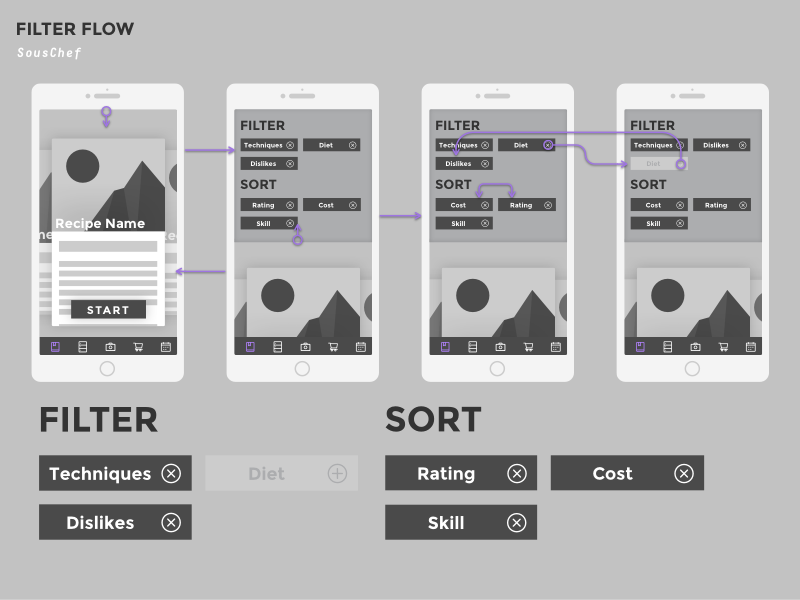 FILTER FLOW
SousChef
Recipe Name
START
FILTER
Techniques Diet
Dislikes
SORT
Rating Cost
Skill
FILTER
Techniques Diet
Dislikes
SORT
Cost Rating
Skill
FILTER
Techniques Dislikes
Diet
SORT
Cost Rating
Skill
FILTER
Techniques Diet
Dislikes
SORT
Rating Cost
Skill